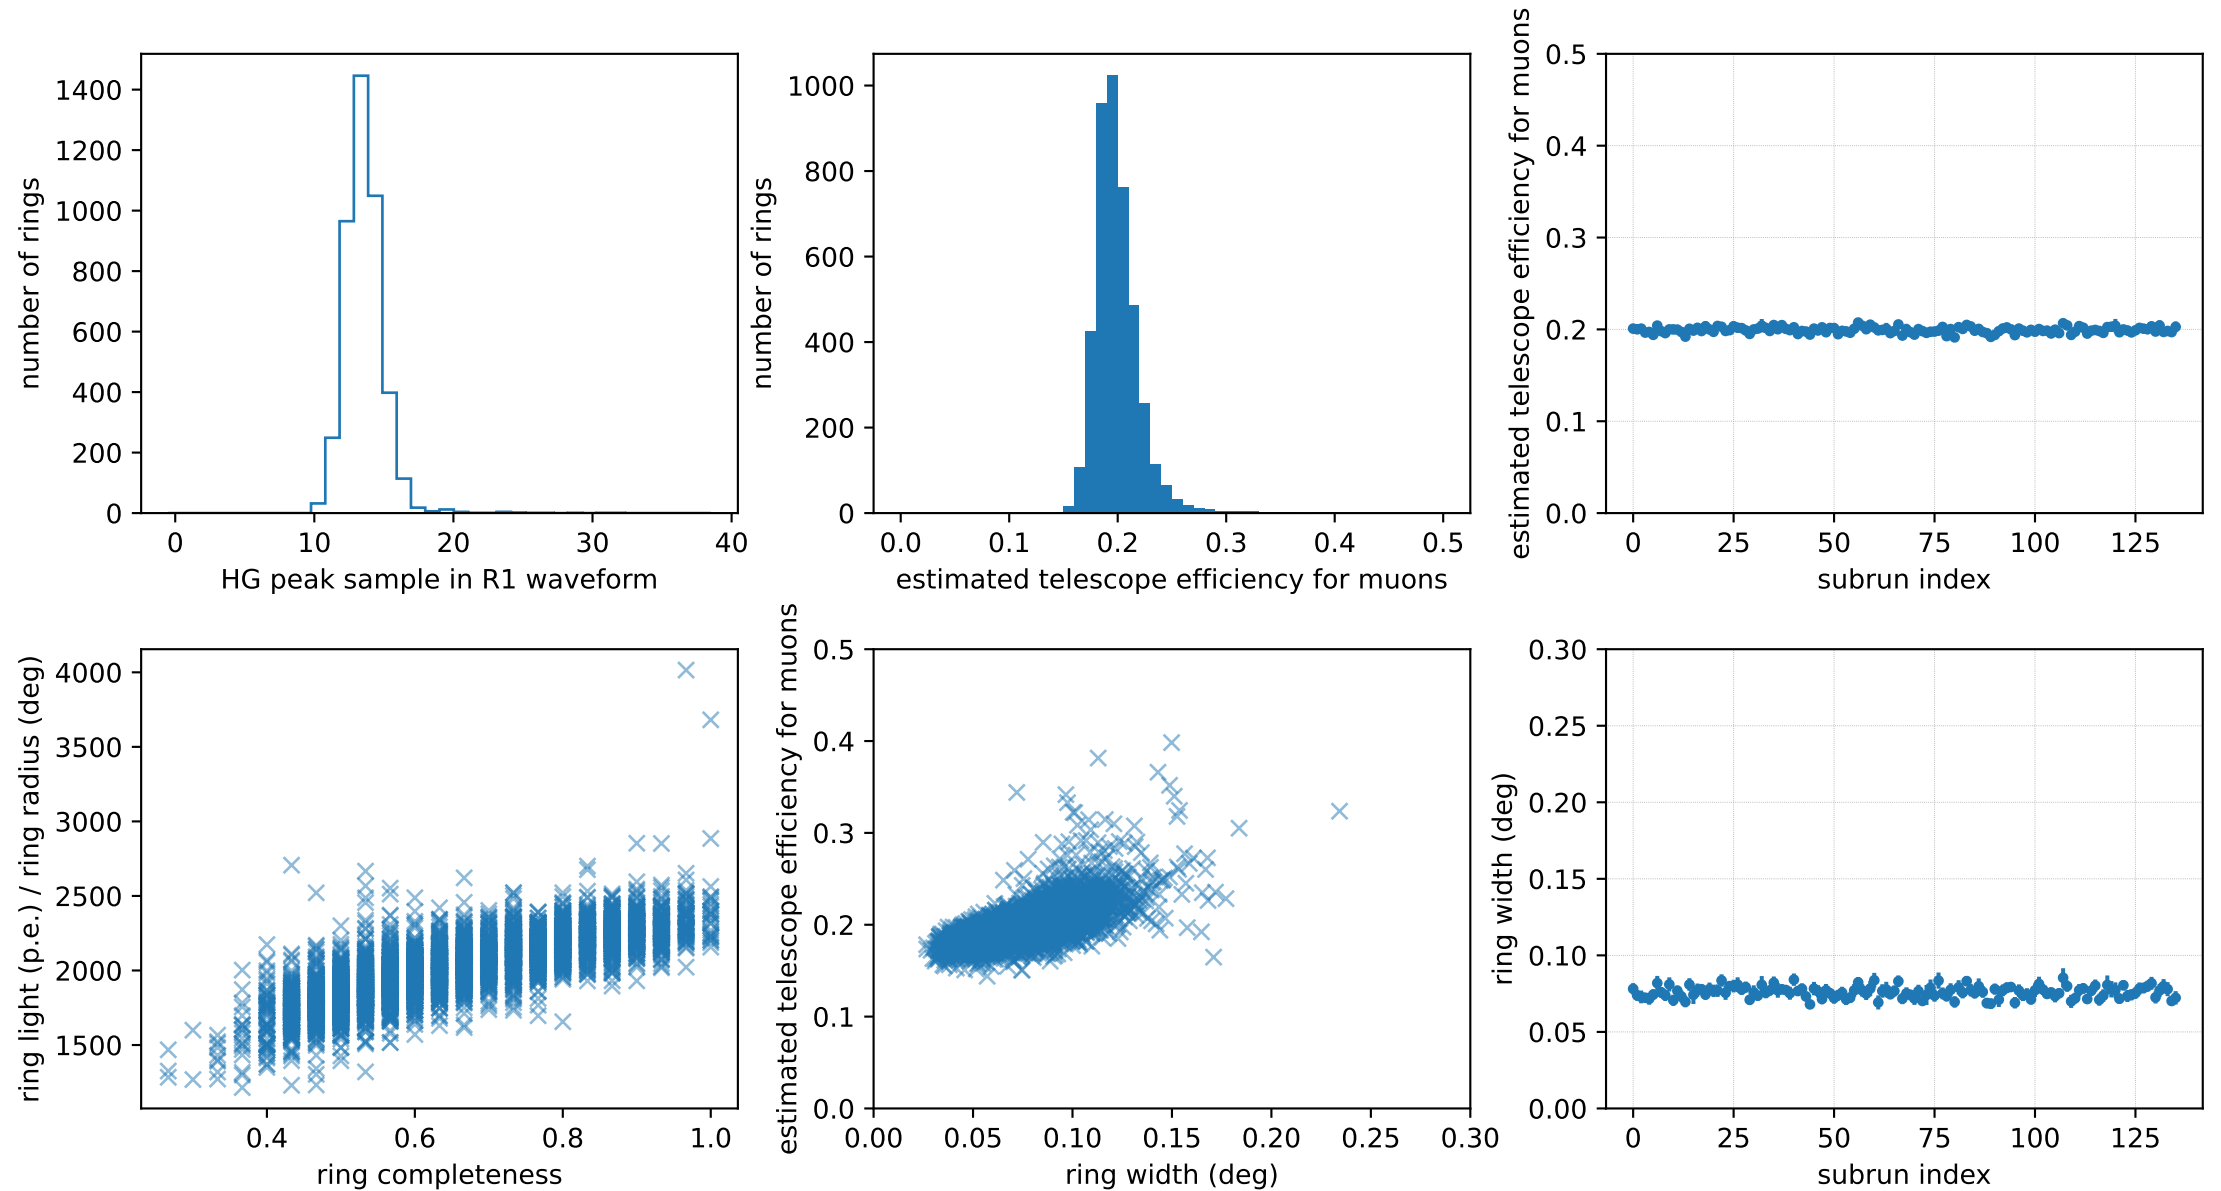 number of rings
1400
1200
1000
800
600
400
200
0
0 10 20 30 40
HG peak sample in R1 waveform
number of rings
1000
800
600
400
200
0
0.0 0.1 0.2 0.3 0.4 0.5
estimated telescope efficiency for muons
estimated telescope efficiency for muons
0.5
0.4
0.3
0.2
0.1
0.0
0 25 50 75 100 125
subrun index
ring light (p.e.) / ring radius (deg)
4000
3500
3000
2500
2000
1500
0.4 0.6 0.8 1.0
ring completeness
estimated telescope efficiency for muons
0.5
0.4
0.3
0.2
0.1
0.0
0.00 0.05 0.10 0.15 0.20 0.25 0.30
ring width (deg)
ring width (deg)
0.30
0.25
0.20
0.15
0.10
0.05
0.00
0 25 50 75 100 125
subrun index